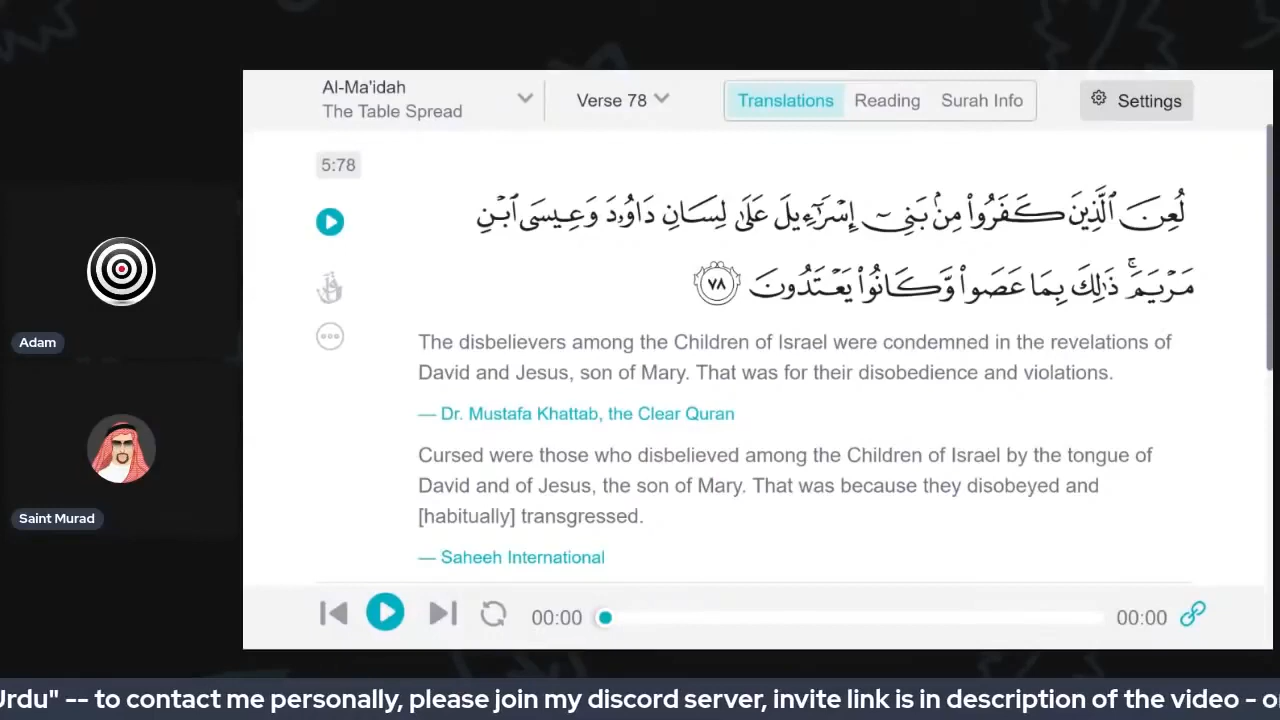 Al-Ma'idah
The Table Spread
Verse 78
Translations
Reading
Surah Info
Settings
5:78
لُعِنَ ٱلَّذِينَ كَفَرُوا۟ مِنۢ بَنِىٓ إِسْرَٰٓءِيلَ عَلَىٰ لِسَانِ دَاوُۥدَ وَعِيسَى ٱبْنِ
مَرْيَمَ ۚ ذَٰلِكَ بِمَا عَصَوا۟ وَّكَانُوا۟ يَعْتَدُونَ ٧٨
The disbelievers among the Children of Israel were condemned in the revelations of
David and Jesus, son of Mary. That was for their disobedience and violations.
— Dr. Mustafa Khattab, the Clear Quran
Cursed were those who disbelieved among the Children of Israel by the tongue of
David and of Jesus, the son of Mary. That was because they disobeyed and
[habitually] transgressed.
— Saheeh International
00:00
00:00
Adam
Saint Murad
Urdu" -- to contact me personally, please join my discord server, invite link is in description of the video - o